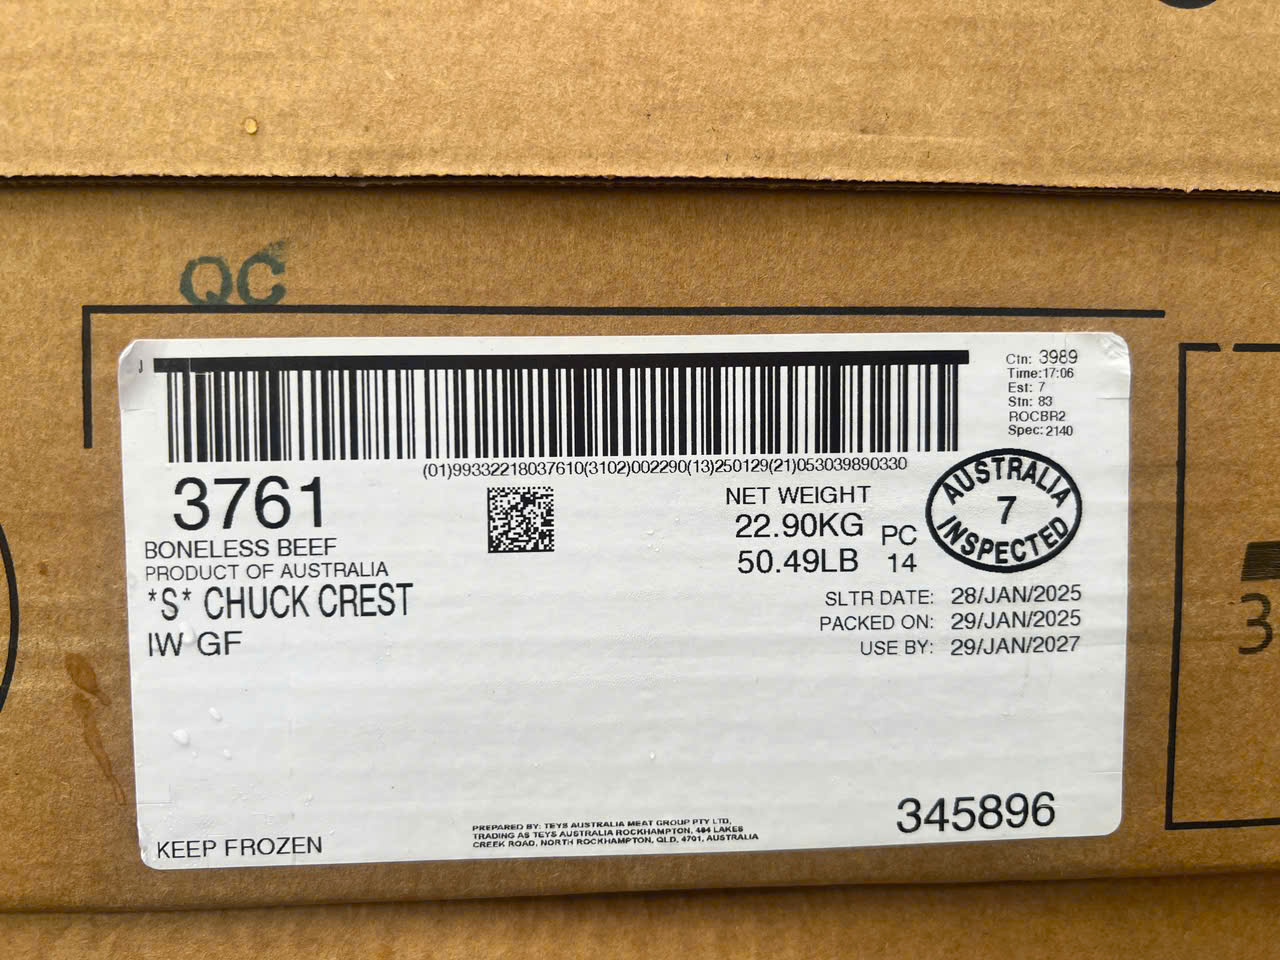 QC
J
Ctn: 3989
Time:17:06
Est: 7
Stn: 83
ROCBR2
Spec:2140
(01)99332218037610(3102)002290(13)250129(21)053039890330
3761
BONELESS BEEF
PRODUCT OF AUSTRALIA
*S* CHUCK CREST
IW GF
NET WEIGHT
22.90KG
50.49LB
PC
14
AUSTRALIA
7
INSPECTED
SLTR DATE: 28/JAN/2025
PACKED ON: 29/JAN/2025
USE BY: 29/JAN/2027
345896
KEEP FROZEN
PREPARED BY: TEYS AUSTRALIA MEAT GROUP PTY LTD,
TRADING AS TEYS AUSTRALIA ROCKHAMPTON, 494 LAKES
CREEK ROAD, NORTH ROCKHAMPTON, QLD, 4701, AUSTRALIA
3